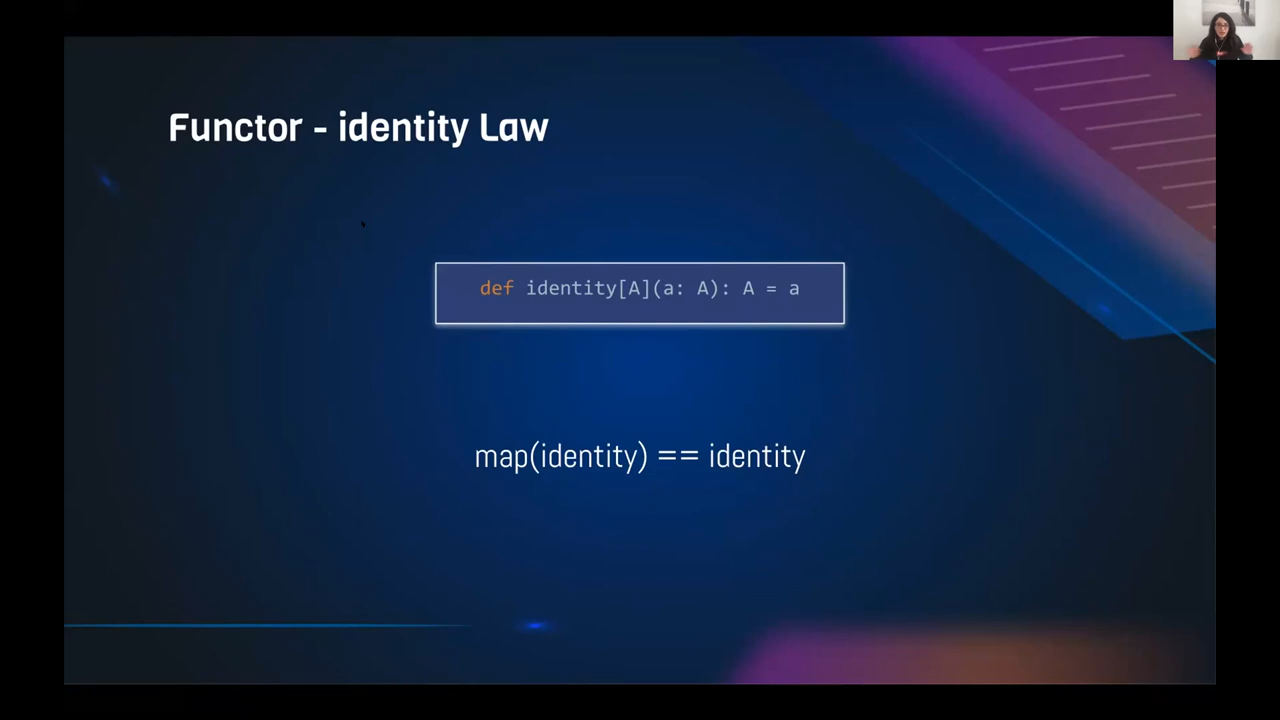 Functor - identity Law
def identity[A](a: A): A = a
map(identity) == identity